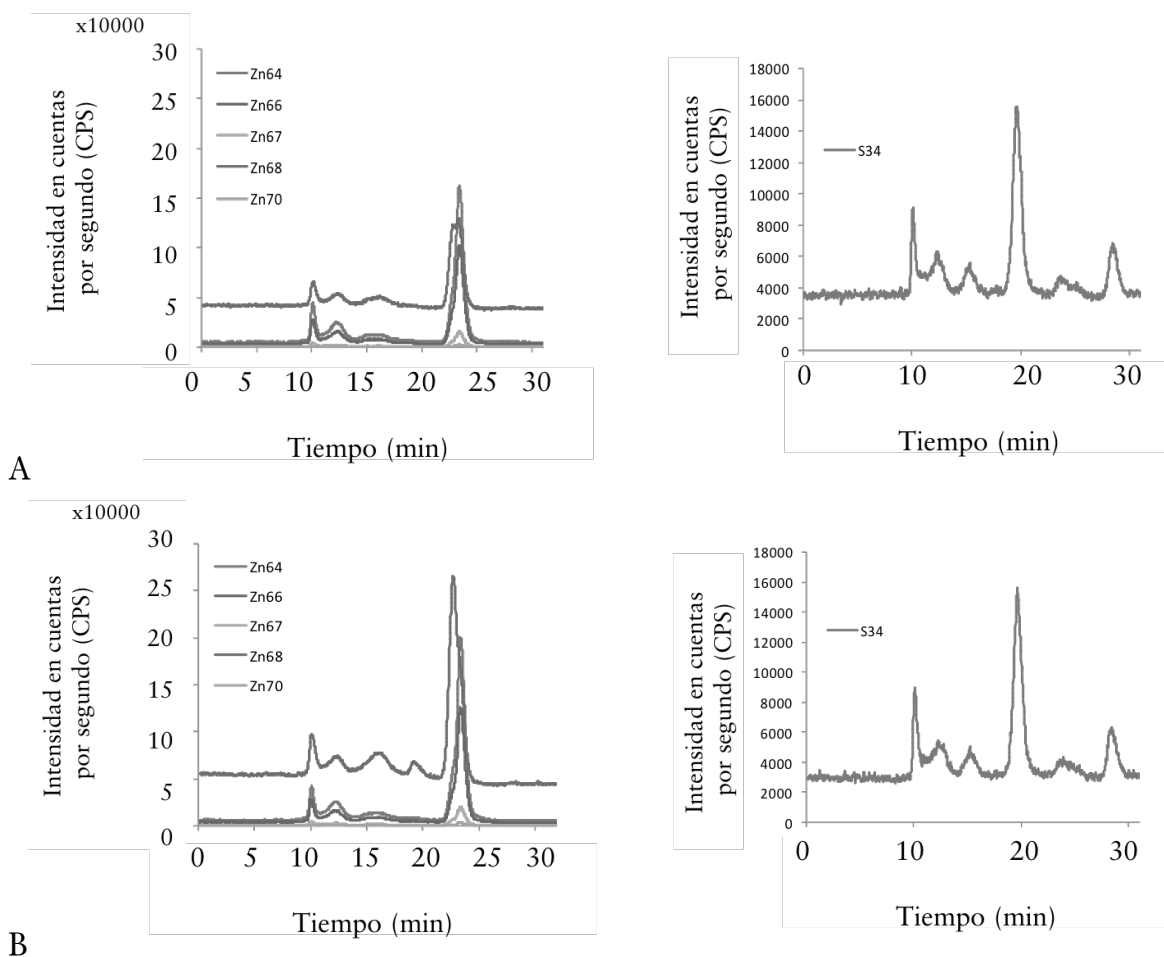 x10000
Intensidad en cuentas
por segundo (CPS)
30
25
20
15
10
5
0
Zn64
Zn66
Zn67
Zn68
Zn70
0 5 10 15 20 25 30
Tiempo (min)
Intensidad en cuentas
por segundo (CPS)
18000
16000
14000
12000
10000
8000
6000
4000
2000
0
S34
0 10 20 30
Tiempo (min)
A
x10000
Intensidad en cuentas
por segundo (CPS)
30
25
20
15
10
5
0
Zn64
Zn66
Zn67
Zn68
Zn70
0 5 10 15 20 25 30
Tiempo (min)
Intensidad en cuentas
por segundo (CPS)
18000
16000
14000
12000
10000
8000
6000
4000
2000
0
S34
0 10 20 30
Tiempo (min)
B